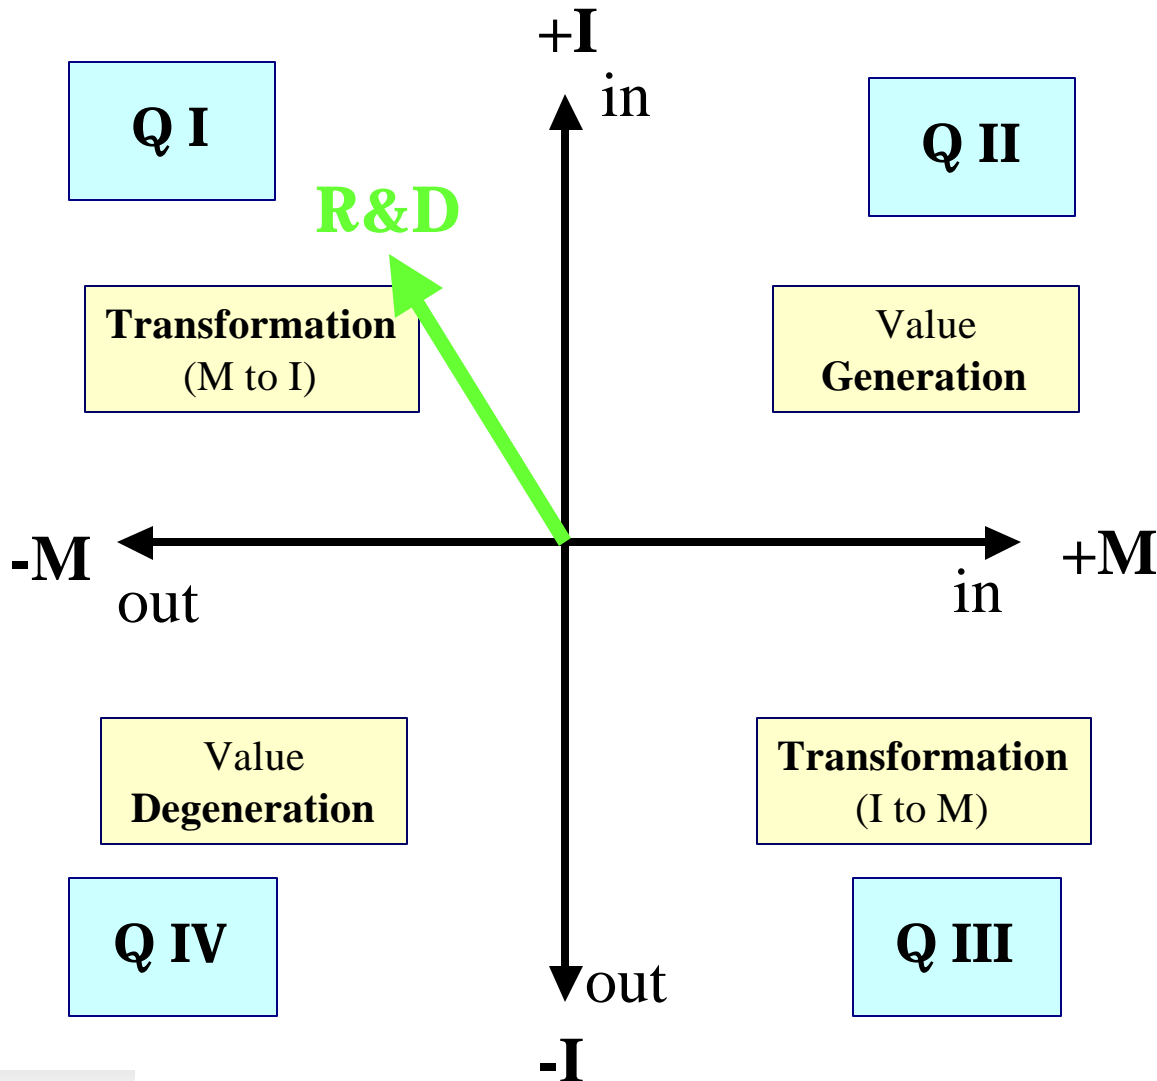 +I
in
Q I
Q II
R&D
Transformation
(M to I)
Value
Generation
-M
out
+M
in
Value
Degeneration
Transformation
(I to M)
Q IV
Q III
out
-I